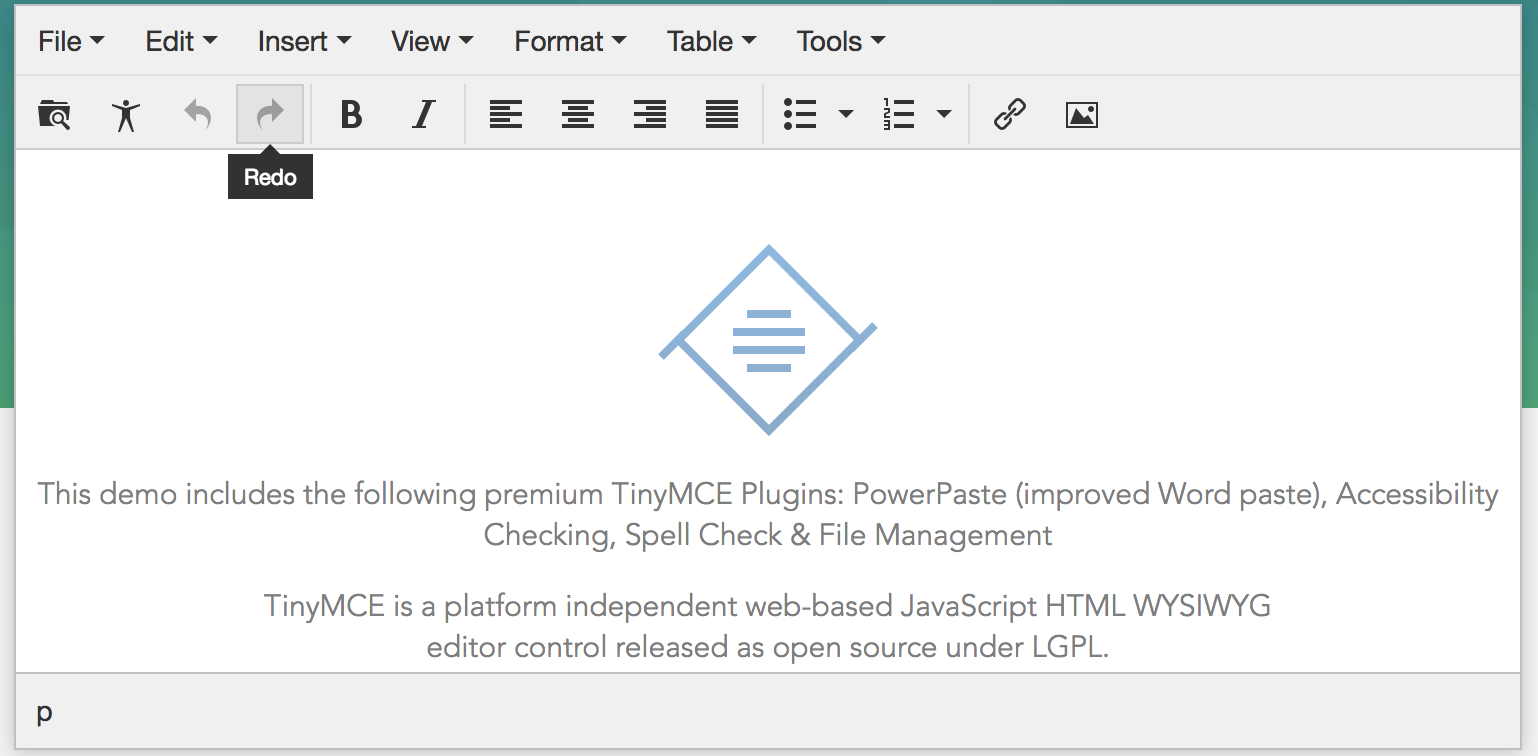 File Edit Insert View Format Table Tools
B I
Redo
This demo includes the following premium TinyMCE Plugins: PowerPaste (improved Word paste), Accessibility
Checking, Spell Check & File Management
TinyMCE is a platform independent web-based JavaScript HTML WYSIWYG
editor control released as open source under LGPL.
p